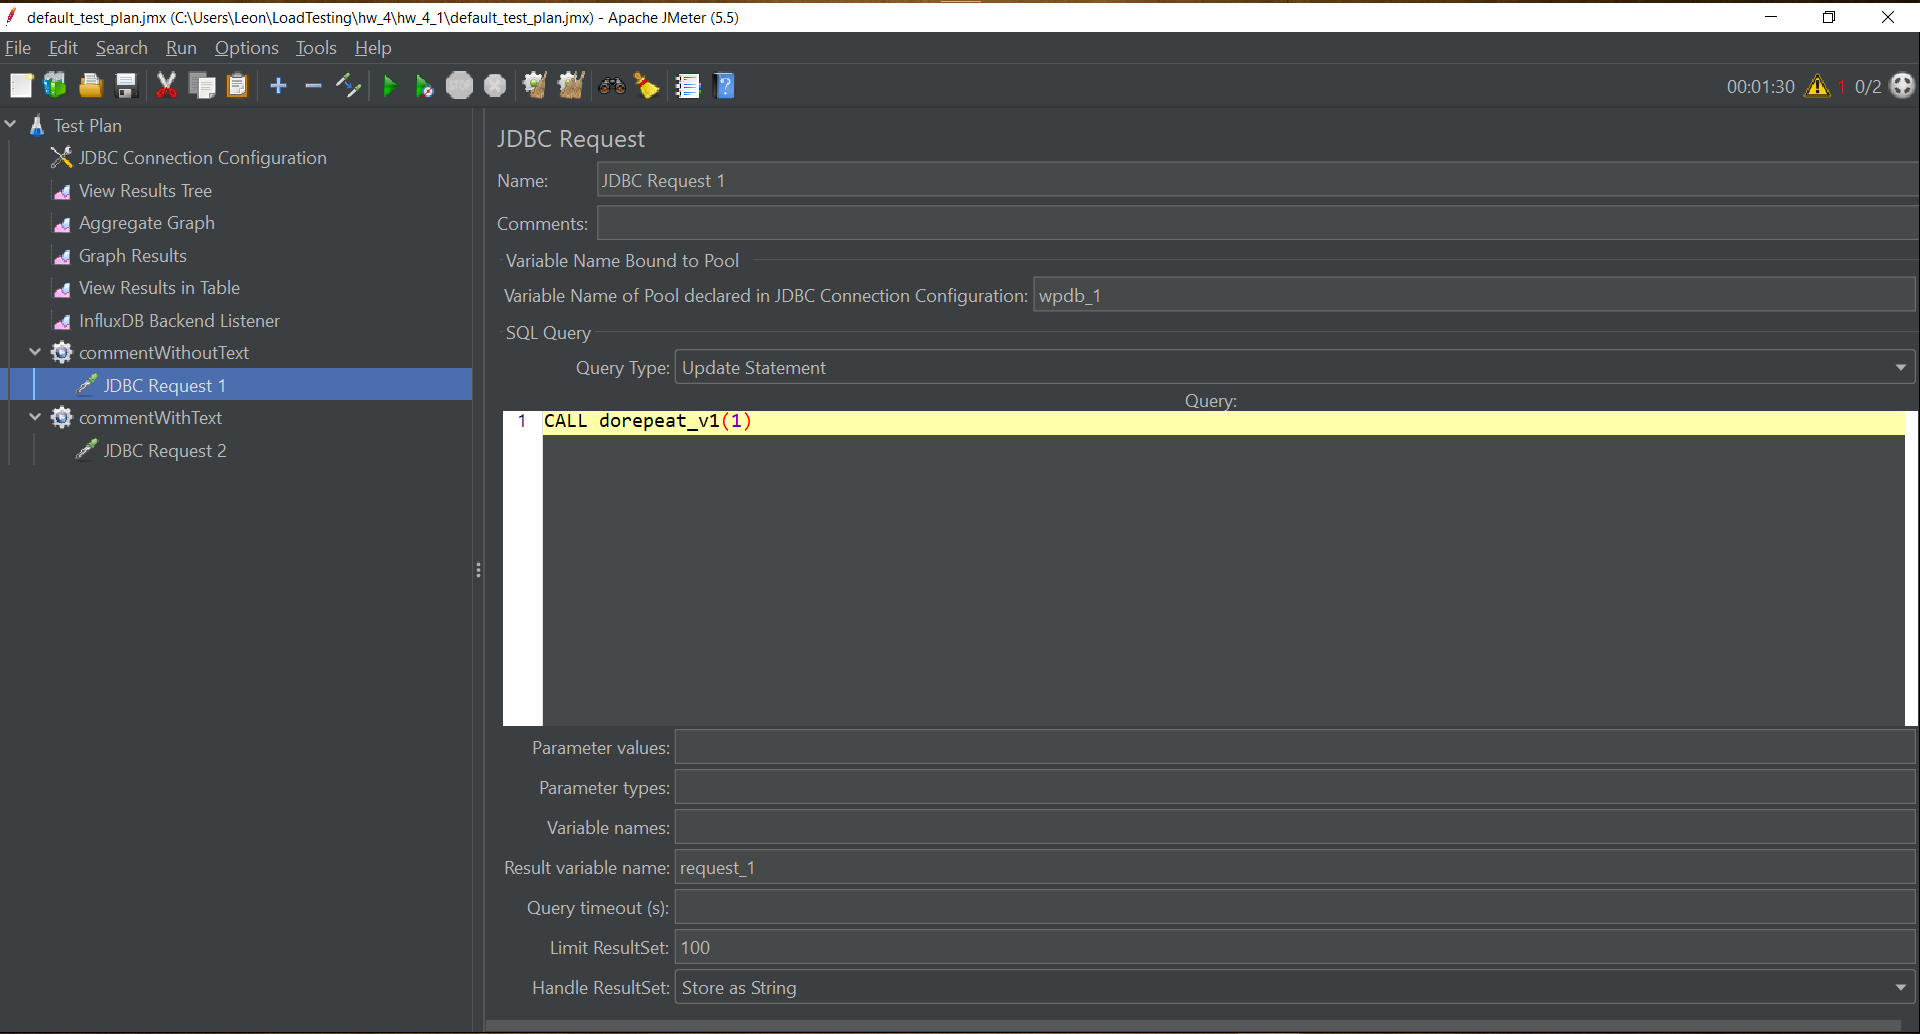 default_test_plan.jmx (C:\Users\Leon\LoadTesting\hw_4\hw_4_1\default_test_plan.jmx) - Apache JMeter (5.5)
File Edit Search Run Options Tools Help
STOP
?
00:01:30 1 0/2
Test Plan
JDBC Connection Configuration
View Results Tree
Aggregate Graph
Graph Results
View Results in Table
InfluxDB Backend Listener
commentWithoutText
JDBC Request 1
commentWithText
JDBC Request 2
JDBC Request
Name: JDBC Request 1
Comments:
Variable Name Bound to Pool
Variable Name of Pool declared in JDBC Connection Configuration: wpdb_1
SQL Query
Query Type: Update Statement
Query:
1 CALL dorepeat_v1(1)
Parameter values:
Parameter types:
Variable names:
Result variable name: request_1
Query timeout (s):
Limit ResultSet: 100
Handle ResultSet: Store as String